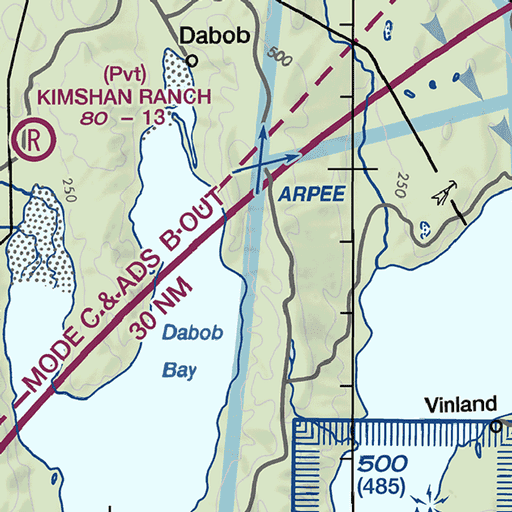 Dabob
500
(Pvt)
KIMSHAN RANCH
80 - 13
R
250
ARPEE
250
MODE C & ADS B OUT
30 NM
Dabob
Bay
Vinland
500
(485)